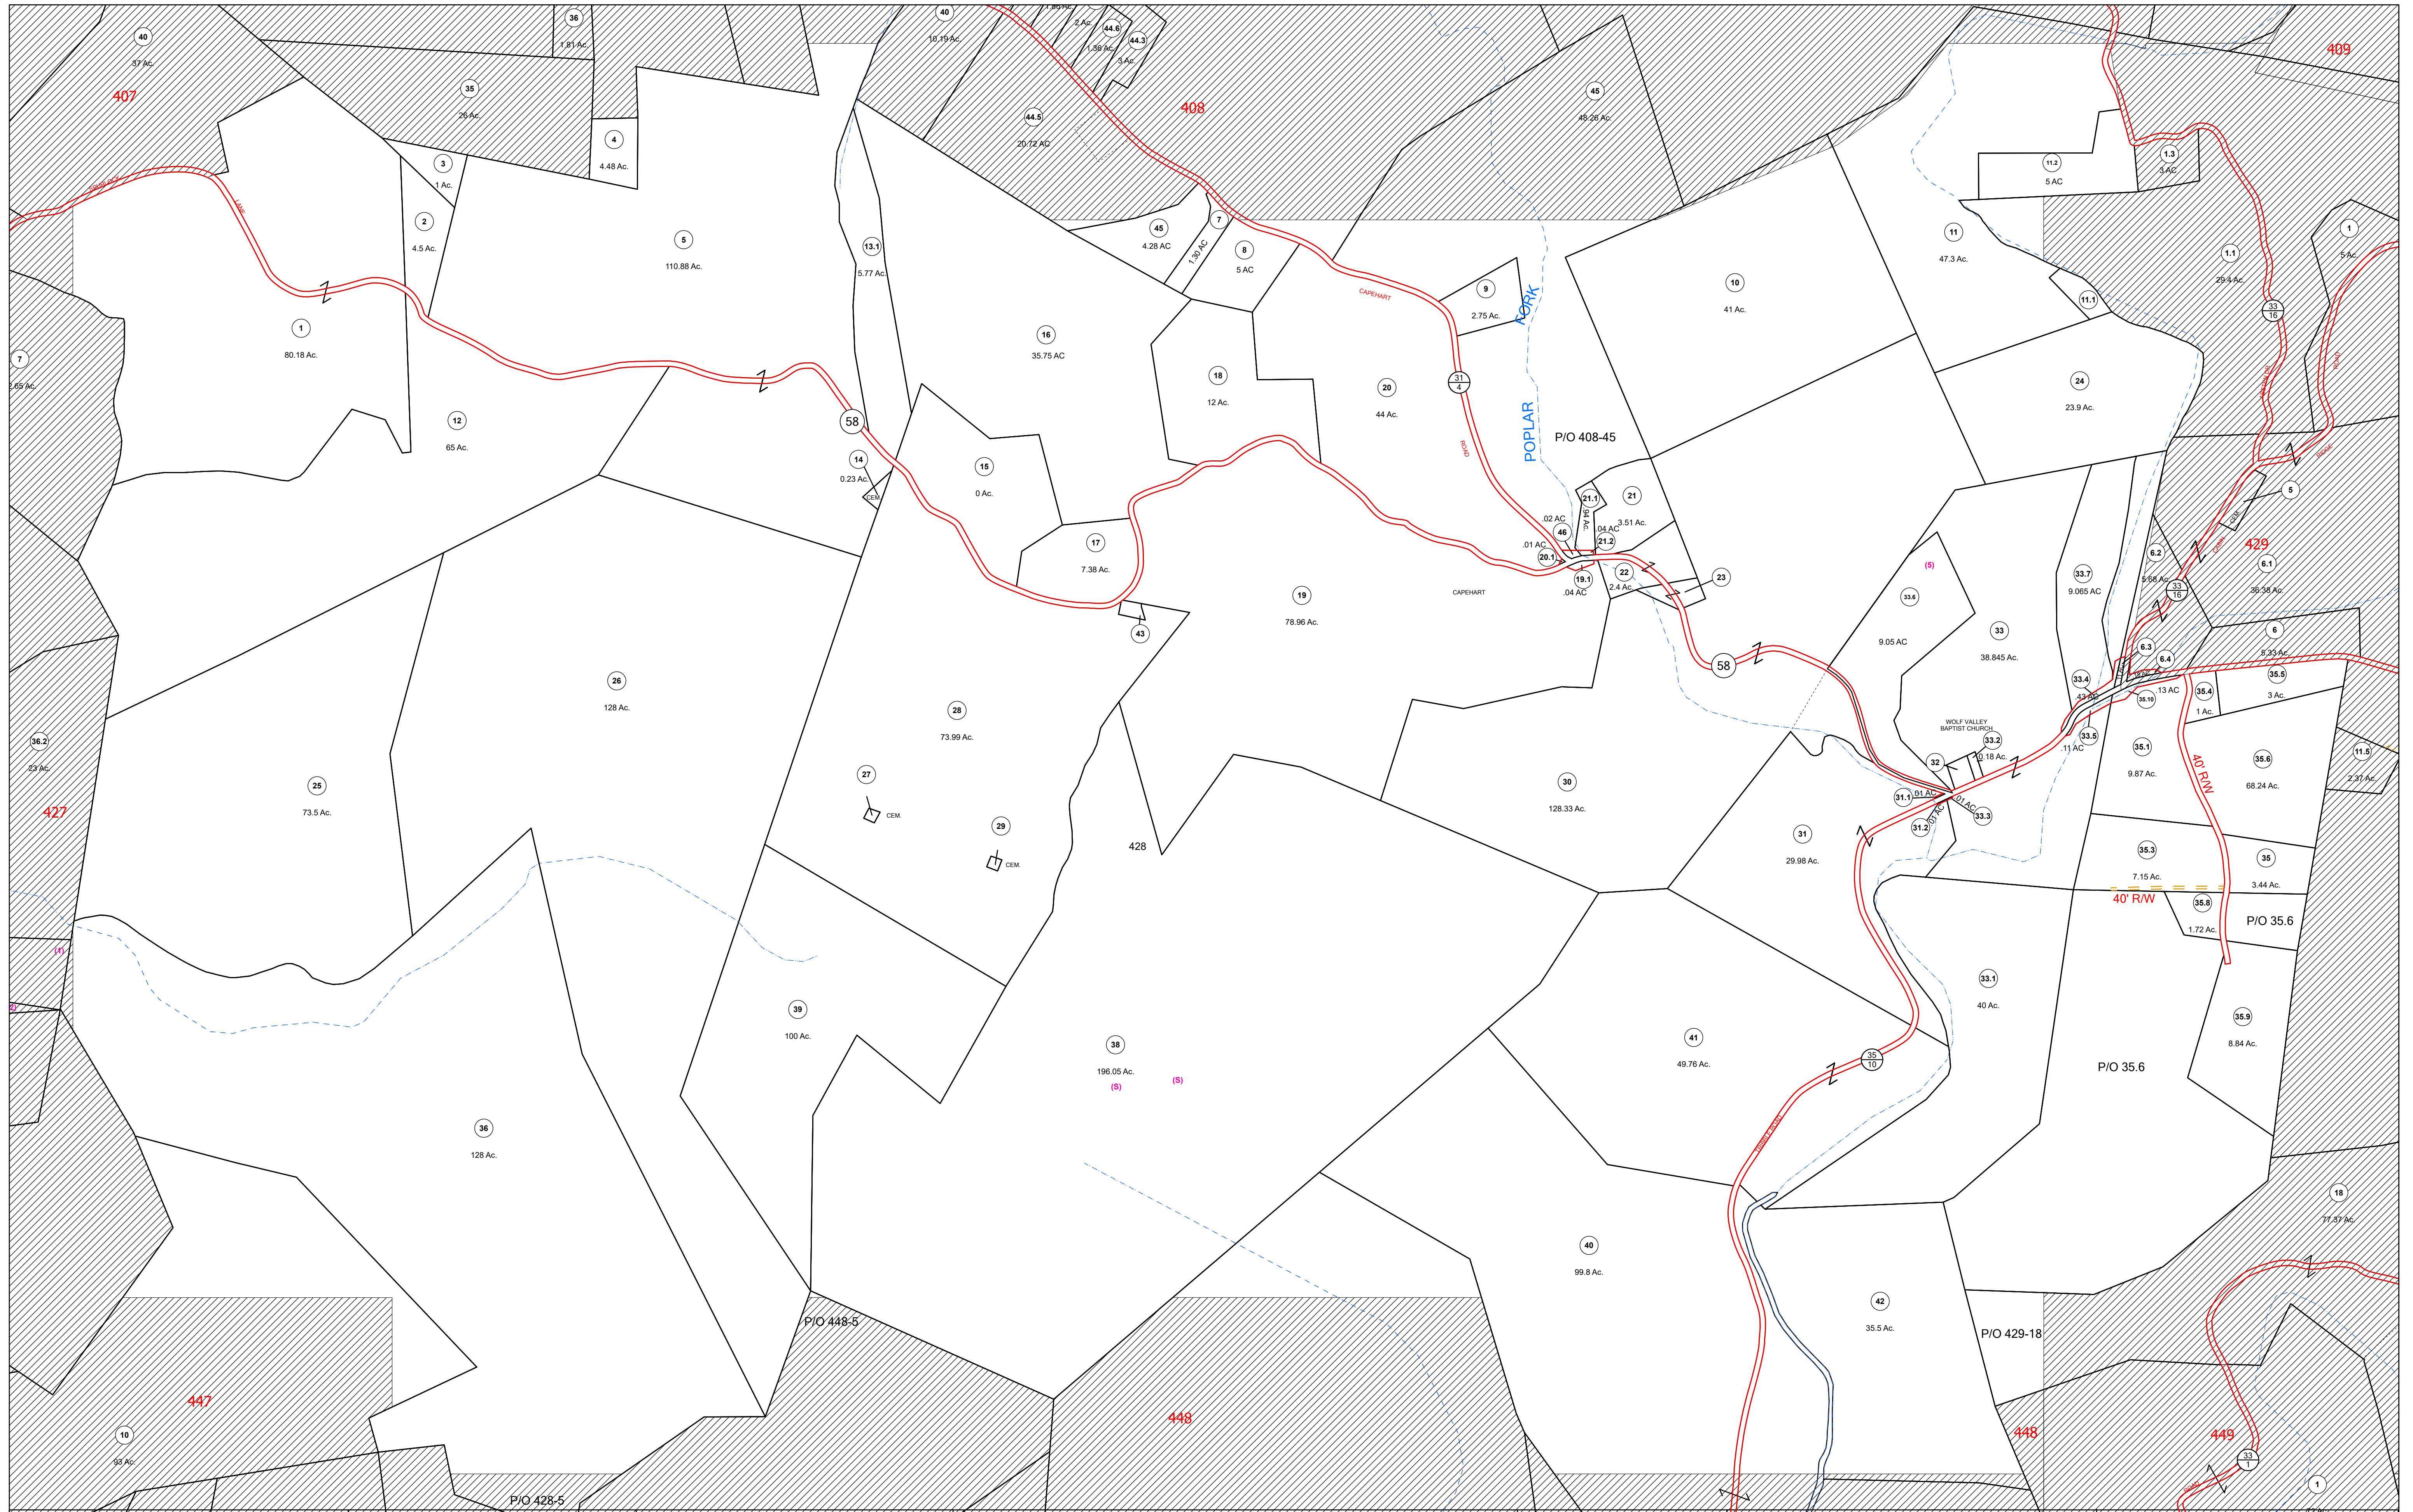 40
37 Ac.
407
36
1.81 Ac.
35
26 Ac.
4
4.48 Ac.
3
1 Ac.
2
4.5 Ac.
5
110.88 Ac.
LANE
1
80.18 Ac.
7
2.65 Ac.
12
65 Ac.
13.1
5.77 Ac.
58
14
0.23 Ac.
CEM.
40
10.19 Ac.
1.86 Ac.
2 Ac.
44.6
1.36 Ac.
44.3
3 Ac.
44.5
20.72 AC
408
45
4.28 AC
7
1.30 AC
8
5 AC
45
48.26 Ac.
409
16
35.75 AC
18
12 Ac.
20
44 Ac.
CAPEHART
ROAD
9
2.75 Ac.
31
4
POPLAR
FORK
P/O 408-45
10
41 Ac.
11
47.3 Ac.
11.2
5 AC
1.3
3 AC
11.1
1.1
29.4 Ac.
33
16
1
5 Ac.
ROAD
RIDGE
CABIN
24
23.9 Ac.
15
0 Ac.
17
7.38 Ac.
43
19
78.96 Ac.
CAPEHART
21.1
.94 Ac.
21
3.51 Ac.
.02 AC
46
.04 AC
21.2
.01 AC
20.1
19.1
.04 AC
22
2.4 Ac.
23
58
5
CEM.
429
6.2
5.68 Ac.
6.1
36.38 Ac.
33
16
6
5.33 Ac.
6.3
6.4
(S)
33.6
9.05 AC
33
38.845 Ac.
33.7
9.065 AC
33.4
.43 AC
35.10
.13 AC
35.4
1 Ac.
35.5
3 Ac.
33.5
.11 AC
WOLF VALLEY
BAPTIST CHURCH
33.2
0.18 Ac.
32
31.1
.01 AC
.01 AC
31.2
.01 AC
33.3
35.1
9.87 Ac.
40' R/W
35.6
68.24 Ac.
11.5
2.37 Ac.
35.3
7.15 Ac.
35
3.44 Ac.
40' R/W
35.8
1.72 Ac.
P/O 35.6
26
128 Ac.
28
73.99 Ac.
27
CEM.
29
CEM.
428
30
128.33 Ac.
31
29.98 Ac.
36.2
23 Ac.
427
25
73.5 Ac.
(1)
39
100 Ac.
38
196.05 Ac.
(S)
(S)
41
49.76 Ac.
35
10
33.1
40 Ac.
P/O 35.6
35.9
8.84 Ac.
36
128 Ac.
40
99.8 Ac.
42
35.5 Ac.
18
77.37 Ac.
P/O 448-5
P/O 429-18
447
448
448
449
10
93 Ac.
33
1
ROAD
1
P/O 428-5